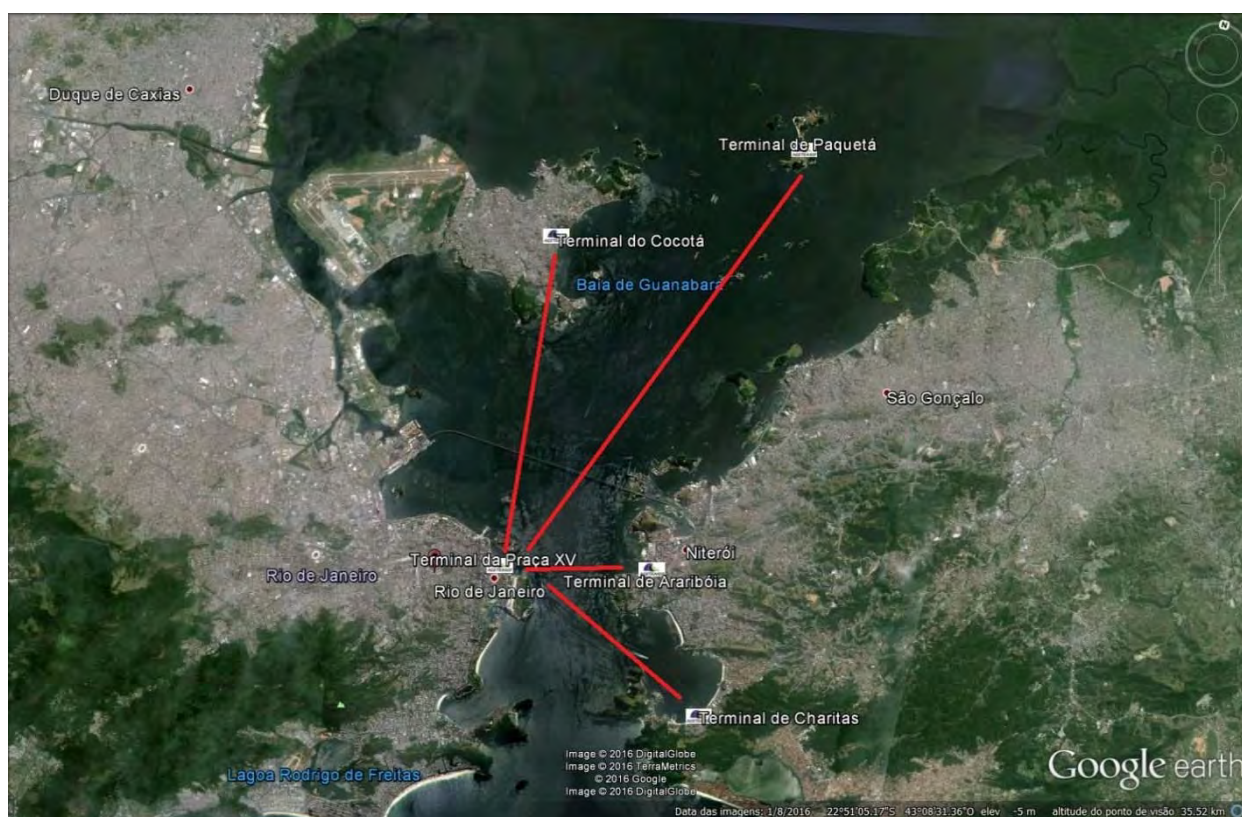 N
Duque de Caxias
Terminal de Paquetá
Terminal do Cocotá
Baia de Guanabara
São Gonçalo
Terminal da Praça XV
Niterói
Rio de Janeiro
Terminal de Araribóia
Rio de Janeiro
Terminal de Charitas
Image © 2016 DigitalGlobe
Image © 2016 TerraMetrics
© 2016 Google
Image © 2016 DigitalGlobe
Lagoa Rodrigo de Freitas
Google earth
Data das imagens: 1/8/2016 22°51'05.17"S 43°08'31.36"O elev -5 m altitude do ponto de visão 35.52 km